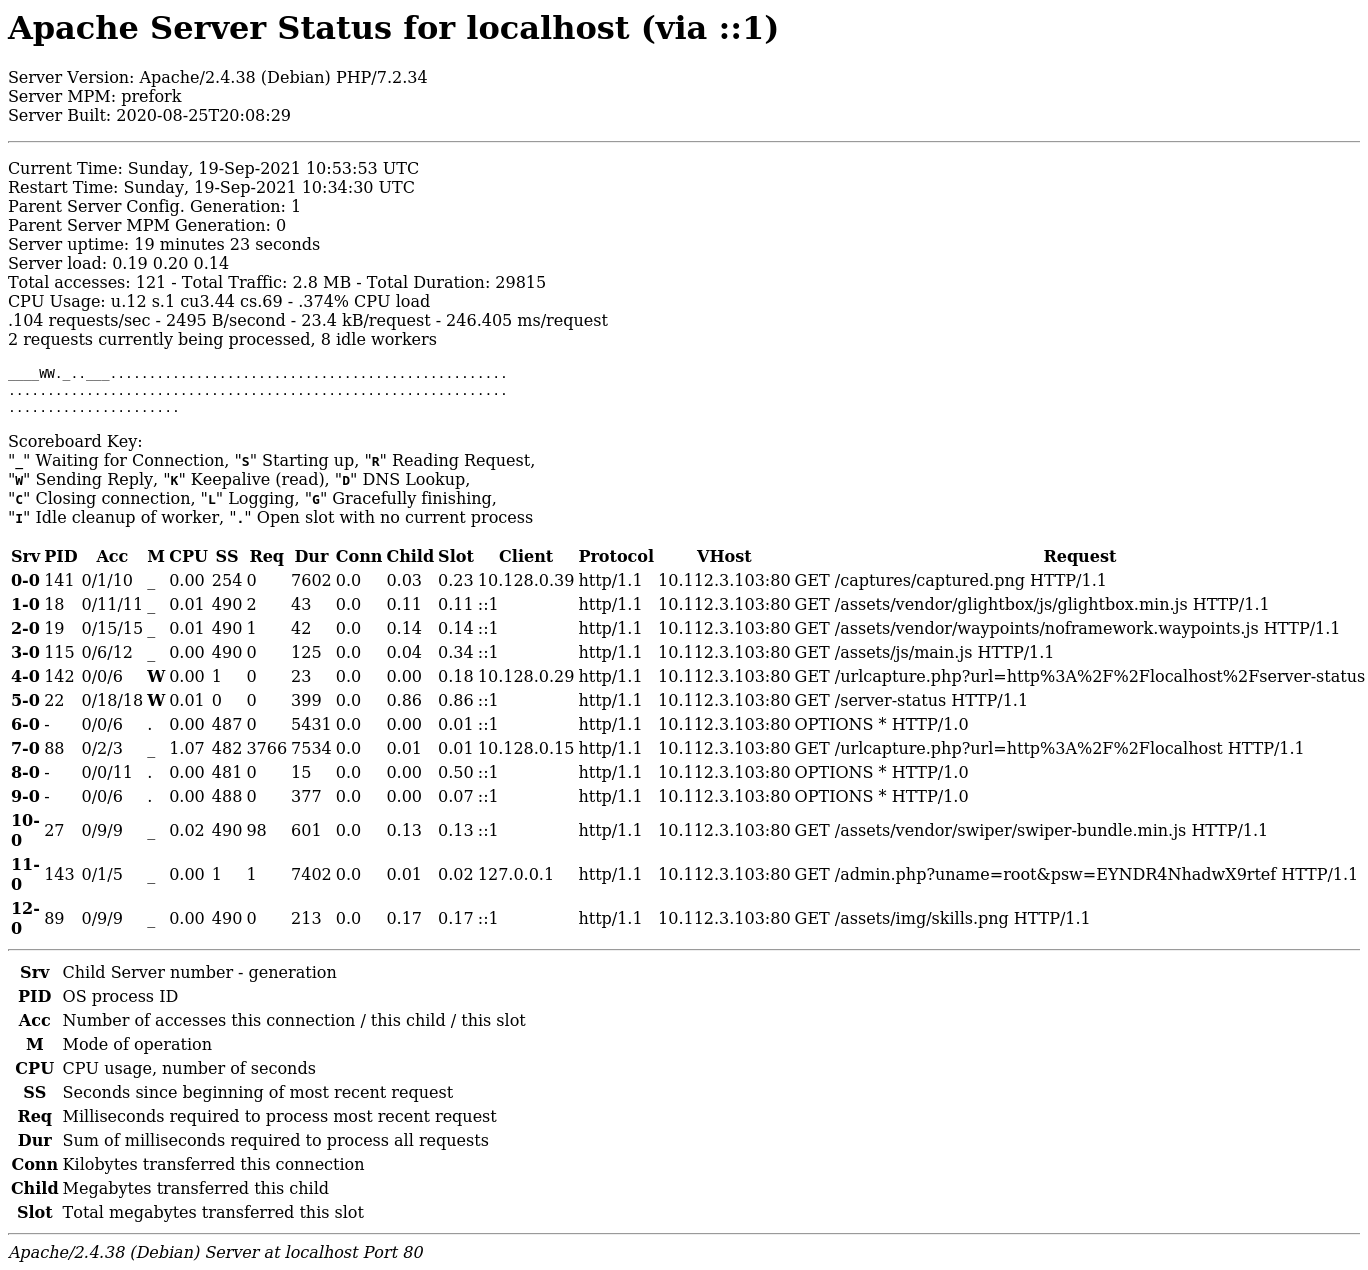 Apache Server Status for localhost (via ::1)
Server Version: Apache/2.4.38 (Debian) PHP/7.2.34
Server MPM: prefork
Server Built: 2020-08-25T20:08:29
Current Time: Sunday, 19-Sep-2021 10:53:53 UTC
Restart Time: Sunday, 19-Sep-2021 10:34:30 UTC
Parent Server Config. Generation: 1
Parent Server MPM Generation: 0
Server uptime: 19 minutes 23 seconds
Server load: 0.19 0.20 0.14
Total accesses: 121 - Total Traffic: 2.8 MB - Total Duration: 29815
CPU Usage: u.12 s.1 cu3.44 cs.69 - .374% CPU load
.104 requests/sec - 2495 B/second - 23.4 kB/request - 246.405 ms/request
2 requests currently being processed, 8 idle workers
____WW._..___...................................................
................................................................
......................
Scoreboard Key:
"_" Waiting for Connection, "S" Starting up, "R" Reading Request,
"W" Sending Reply, "K" Keepalive (read), "D" DNS Lookup,
"C" Closing connection, "L" Logging, "G" Gracefully finishing,
"I" Idle cleanup of worker, "." Open slot with no current process
Srv PID Acc M CPU SS Req Dur Conn Child Slot Client Protocol VHost Request
0-0 141 0/1/10 _ 0.00 254 0 7602 0.0 0.03 0.23 10.128.0.39 http/1.1 10.112.3.103:80 GET /captures/captured.png HTTP/1.1
1-0 18 0/11/11 _ 0.01 490 2 43 0.0 0.11 0.11 ::1 http/1.1 10.112.3.103:80 GET /assets/vendor/glightbox/js/glightbox.min.js HTTP/1.1
2-0 19 0/15/15 _ 0.01 490 1 42 0.0 0.14 0.14 ::1 http/1.1 10.112.3.103:80 GET /assets/vendor/waypoints/noframework.waypoints.js HTTP/1.1
3-0 115 0/6/12 _ 0.00 490 0 125 0.0 0.04 0.34 ::1 http/1.1 10.112.3.103:80 GET /assets/js/main.js HTTP/1.1
4-0 142 0/0/6 W 0.00 1 0 23 0.0 0.00 0.18 10.128.0.29 http/1.1 10.112.3.103:80 GET /urlcapture.php?url=http%3A%2F%2Flocalhost%2Fserver-status
5-0 22 0/18/18 W 0.01 0 0 399 0.0 0.86 0.86 ::1 http/1.1 10.112.3.103:80 GET /server-status HTTP/1.1
6-0 - 0/0/6 . 0.00 487 0 5431 0.0 0.00 0.01 ::1 http/1.1 10.112.3.103:80 OPTIONS * HTTP/1.0
7-0 88 0/2/3 _ 1.07 482 3766 7534 0.0 0.01 0.01 10.128.0.15 http/1.1 10.112.3.103:80 GET /urlcapture.php?url=http%3A%2F%2Flocalhost HTTP/1.1
8-0 - 0/0/11 . 0.00 481 0 15 0.0 0.00 0.50 ::1 http/1.1 10.112.3.103:80 OPTIONS * HTTP/1.0
9-0 - 0/0/6 . 0.00 488 0 377 0.0 0.00 0.07 ::1 http/1.1 10.112.3.103:80 OPTIONS * HTTP/1.0
10-0 27 0/9/9 _ 0.02 490 98 601 0.0 0.13 0.13 ::1 http/1.1 10.112.3.103:80 GET /assets/vendor/swiper/swiper-bundle.min.js HTTP/1.1
11-0 143 0/1/5 _ 0.00 1 1 7402 0.0 0.01 0.02 127.0.0.1 http/1.1 10.112.3.103:80 GET /admin.php?uname=root&psw=EYNDR4NhadwX9rtef HTTP/1.1
12-0 89 0/9/9 _ 0.00 490 0 213 0.0 0.17 0.17 ::1 http/1.1 10.112.3.103:80 GET /assets/img/skills.png HTTP/1.1
Srv Child Server number - generation
PID OS process ID
Acc Number of accesses this connection / this child / this slot
M Mode of operation
CPU CPU usage, number of seconds
SS Seconds since beginning of most recent request
Req Milliseconds required to process most recent request
Dur Sum of milliseconds required to process all requests
Conn Kilobytes transferred this connection
Child Megabytes transferred this child
Slot Total megabytes transferred this slot
Apache/2.4.38 (Debian) Server at localhost Port 80